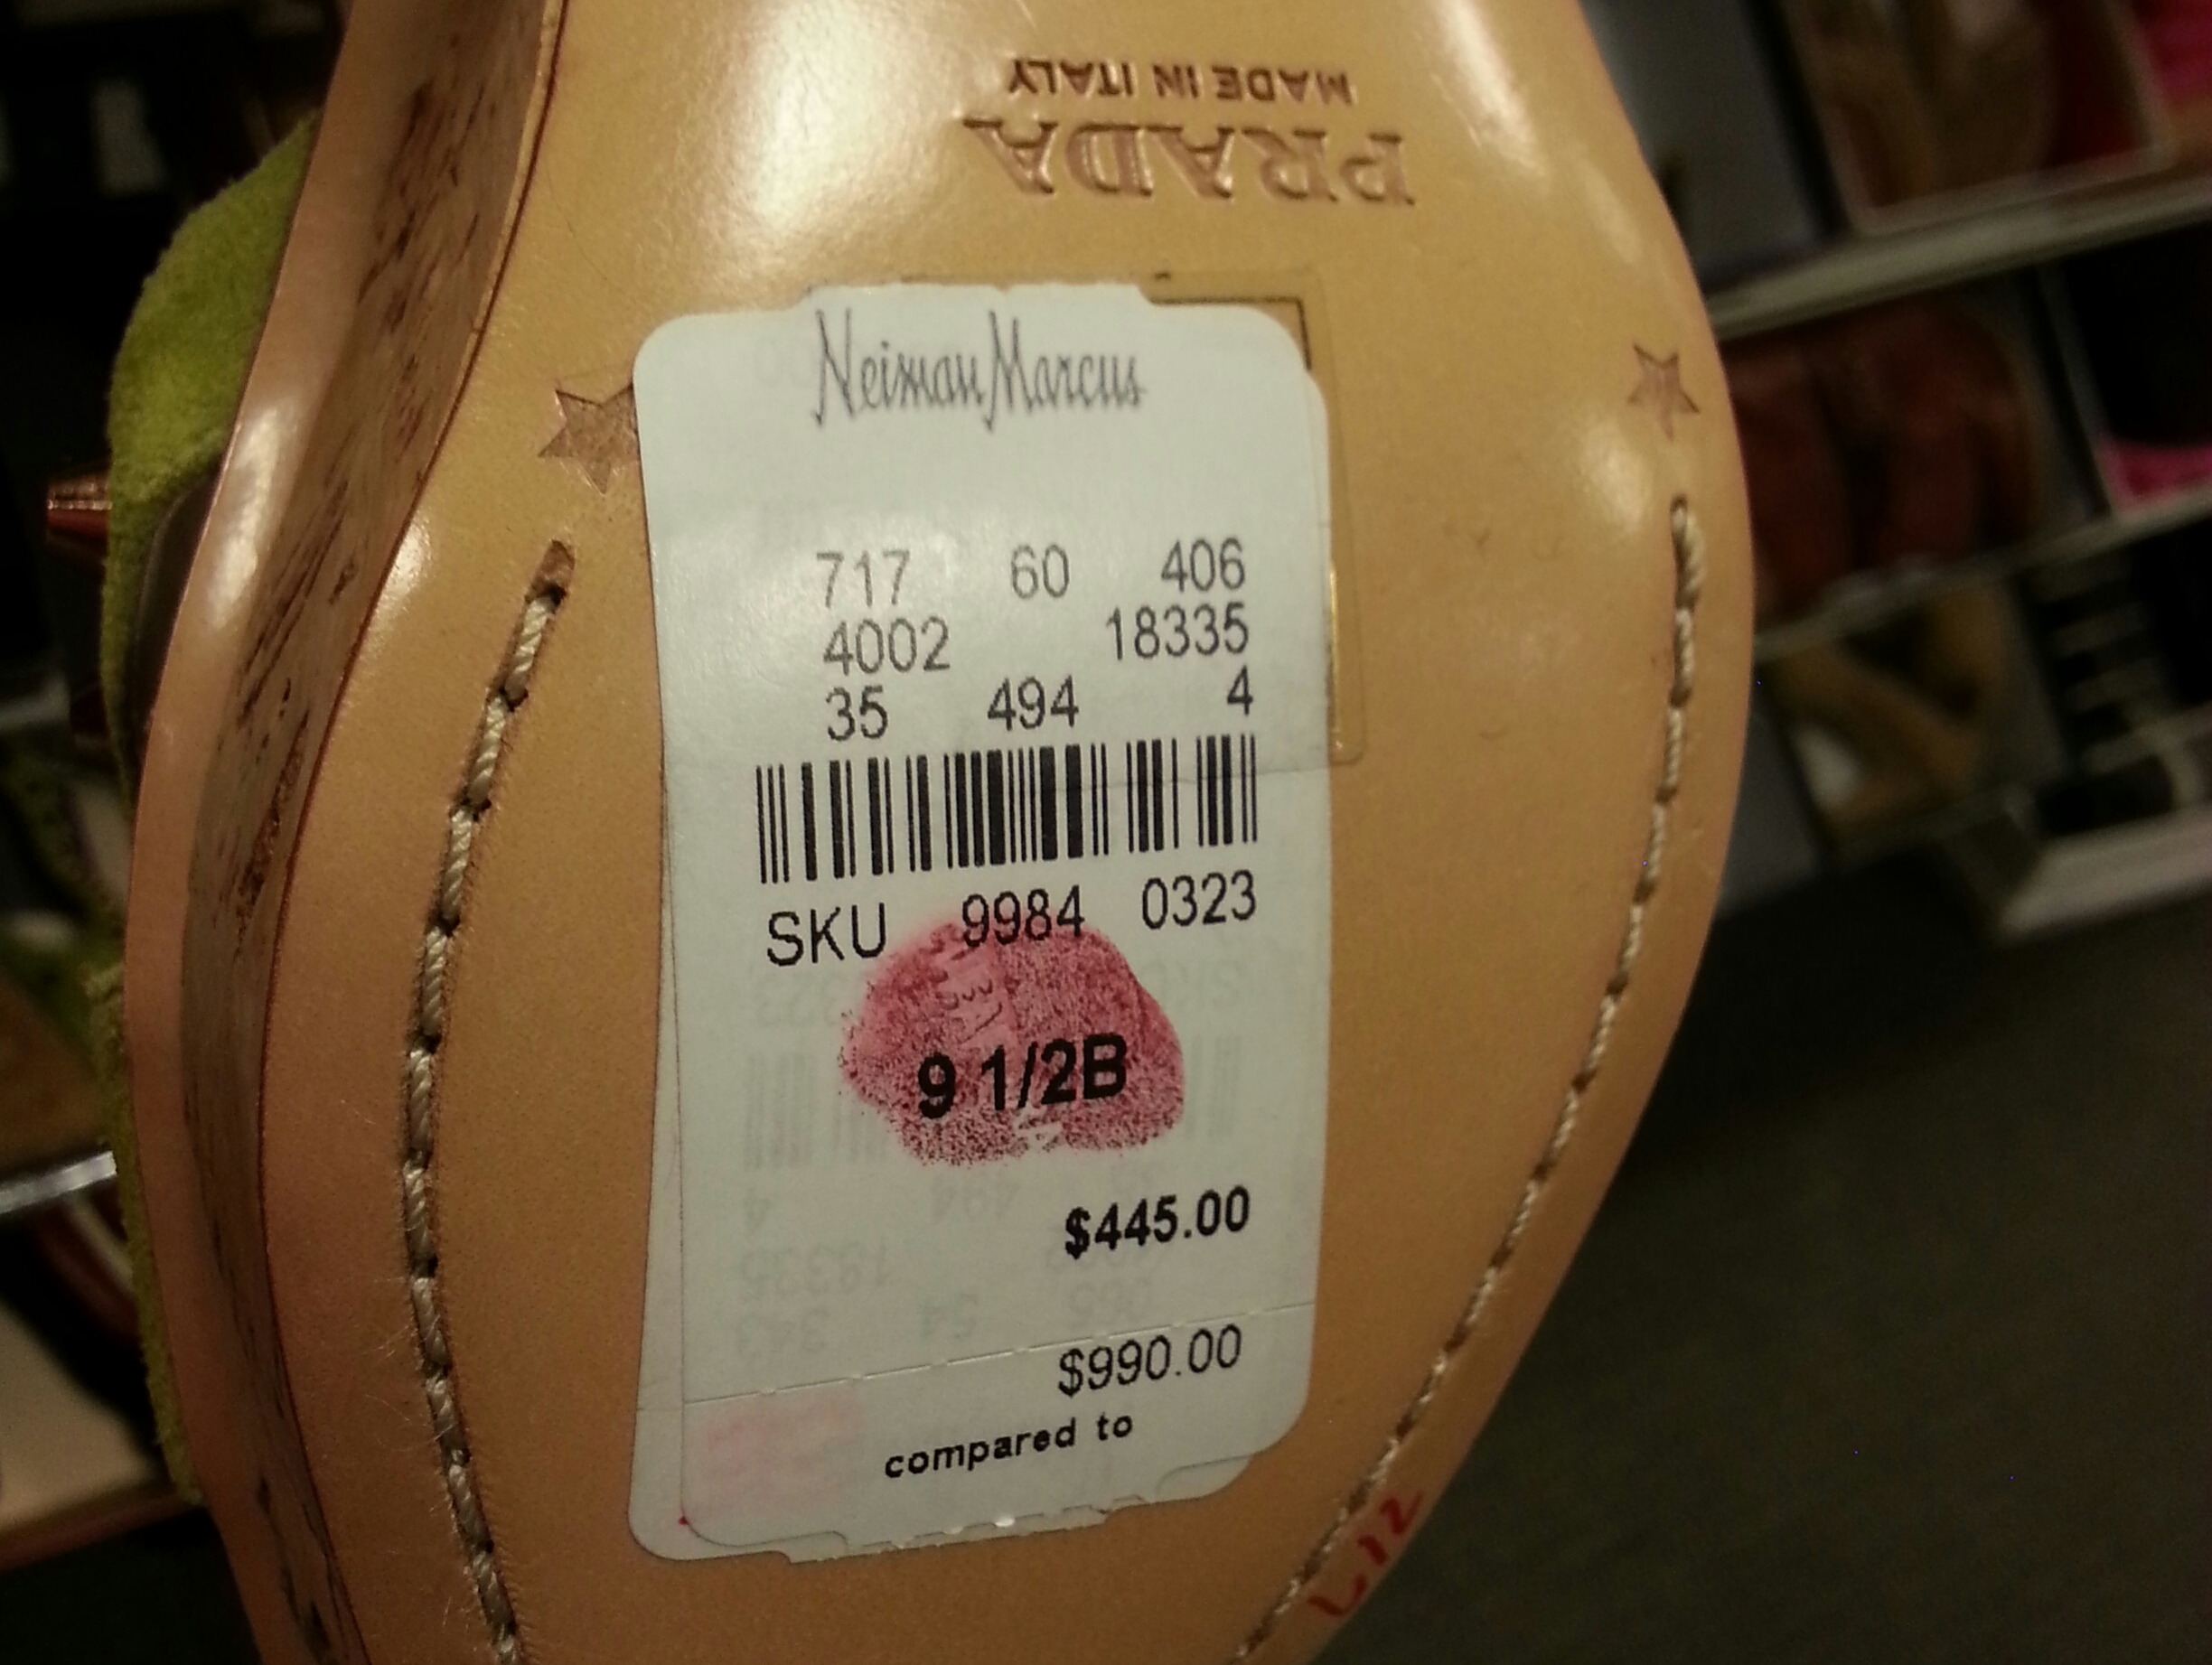 MADE IN ITALY
PRADA
Neiman Marcus
717 60 406
4002 18335
35 494 4
SKU 9984 0323
9 1/2B
$445.00
$990.00
compared to
L12